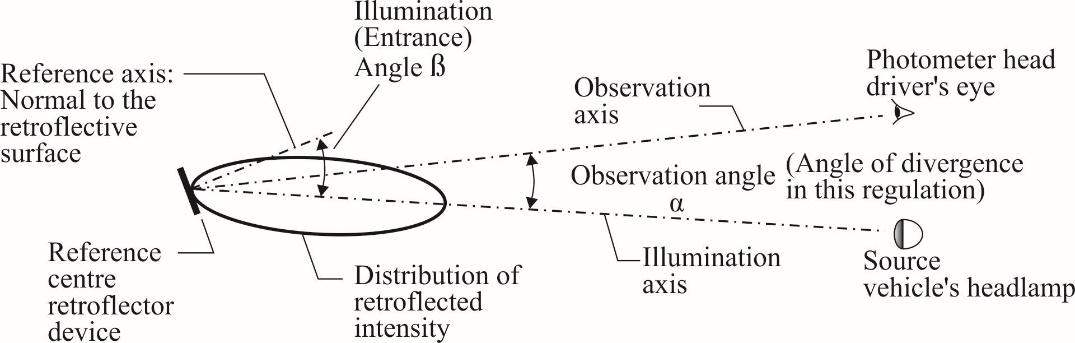 Illumination
(Entrance)
Angle ß
Reference axis:
Normal to the
retroflective
surface
Observation
axis
Photometer head
driver's eye
Observation angle
α
(Angle of divergence
in this regulation)
Reference
centre
retroflector
device
Distribution of
retroflected
intensity
Illumination
axis
Source
vehicle's headlamp